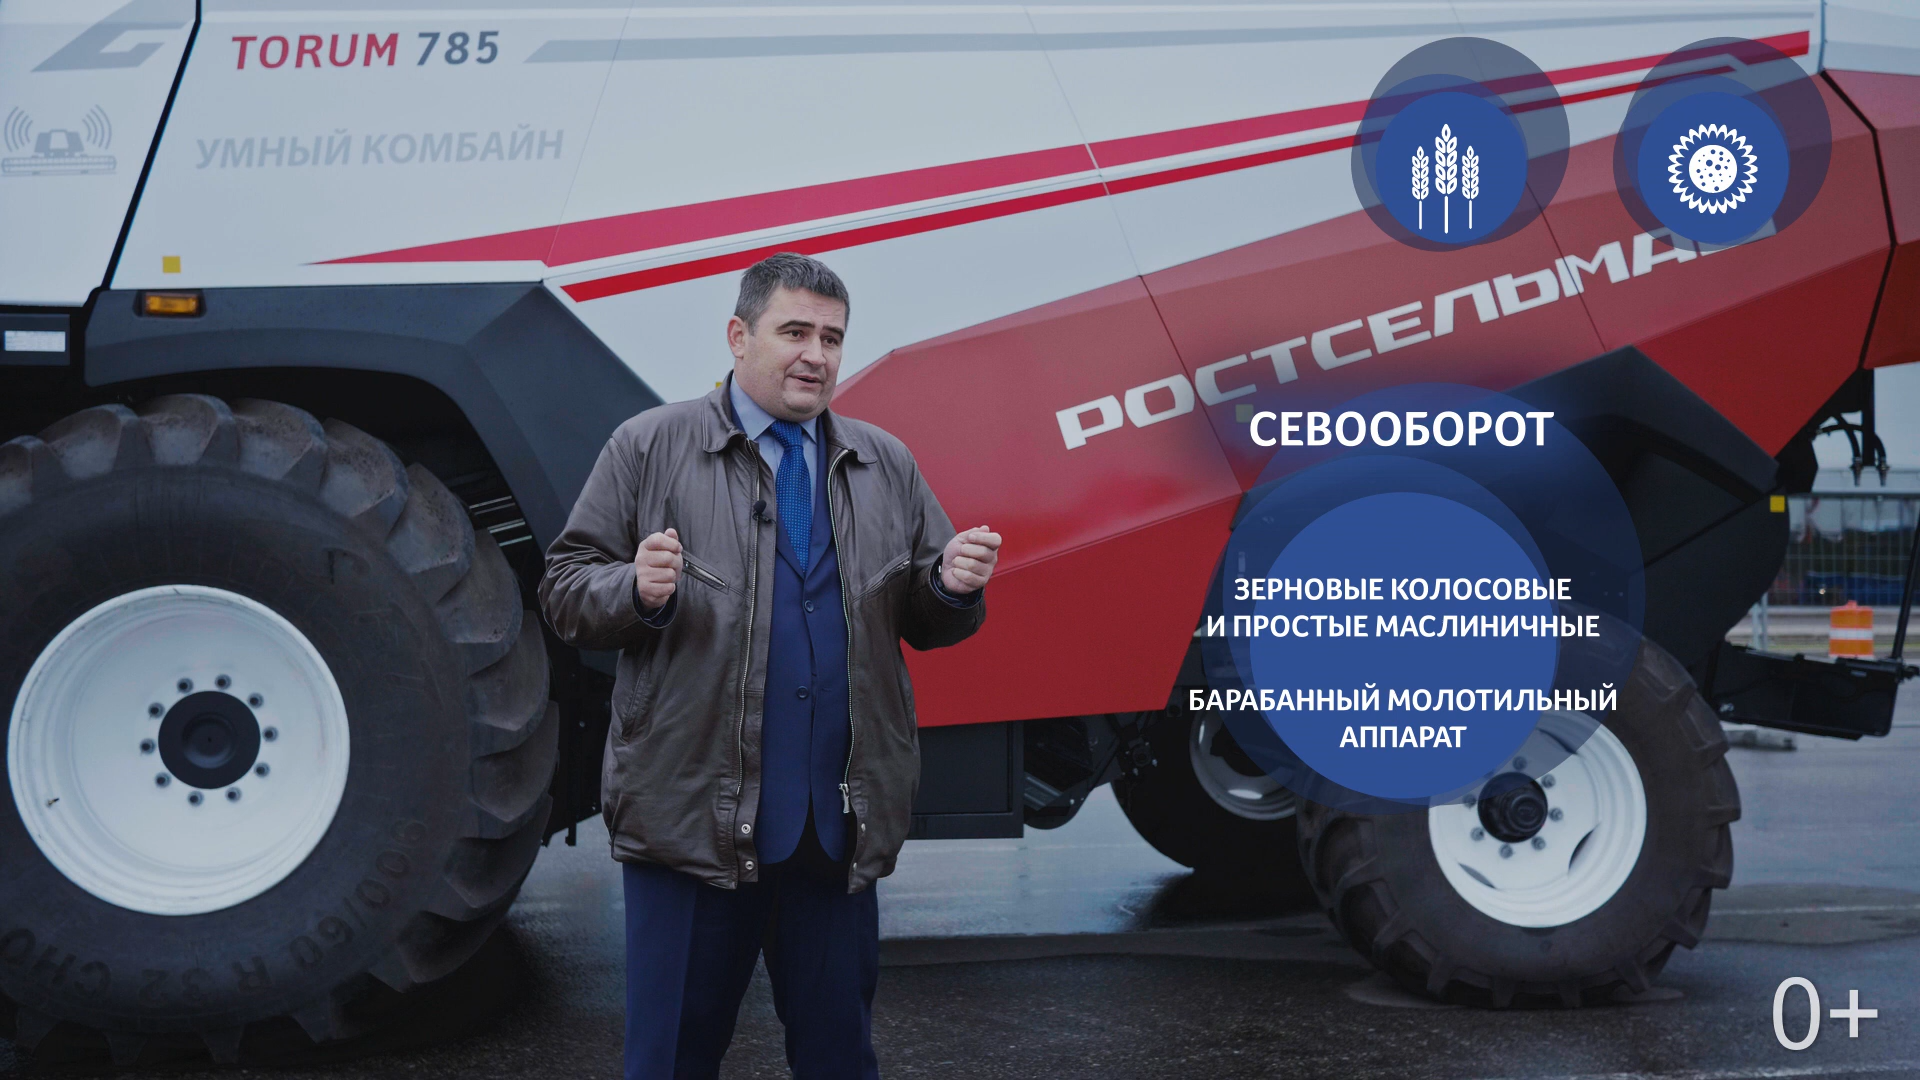 TORUM 785
УМНЫЙ КОМБАЙН
РОСТСЕЛЬМАШ
СЕВООБОРОТ
ЗЕРНОВЫЕ КОЛОСОВЫЕ
И ПРОСТЫЕ МАСЛИНИЧНЫЕ
БАРАБАННЫЙ МОЛОТИЛЬНЫЙ
АППАРАТ
0+